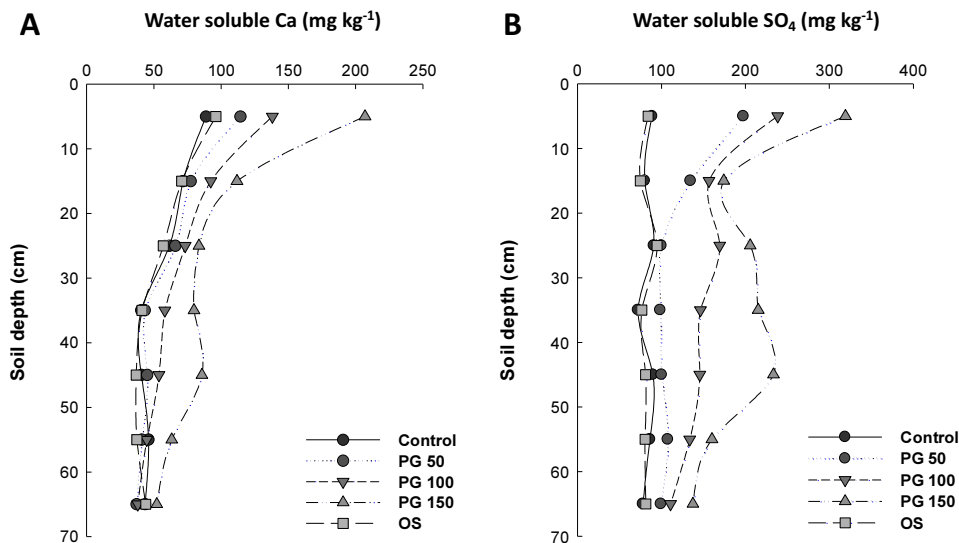 A
Water soluble Ca (mg kg⁻¹)
0 50 100 150 200 250
0
10
20
30
40
50
60
70
Soil depth (cm)
Control
PG 50
PG 100
PG 150
OS
B
Water soluble SO₄ (mg kg⁻¹)
0 100 200 300 400
0
10
20
30
40
50
60
70
Soil depth (cm)
Control
PG 50
PG 100
PG 150
OS